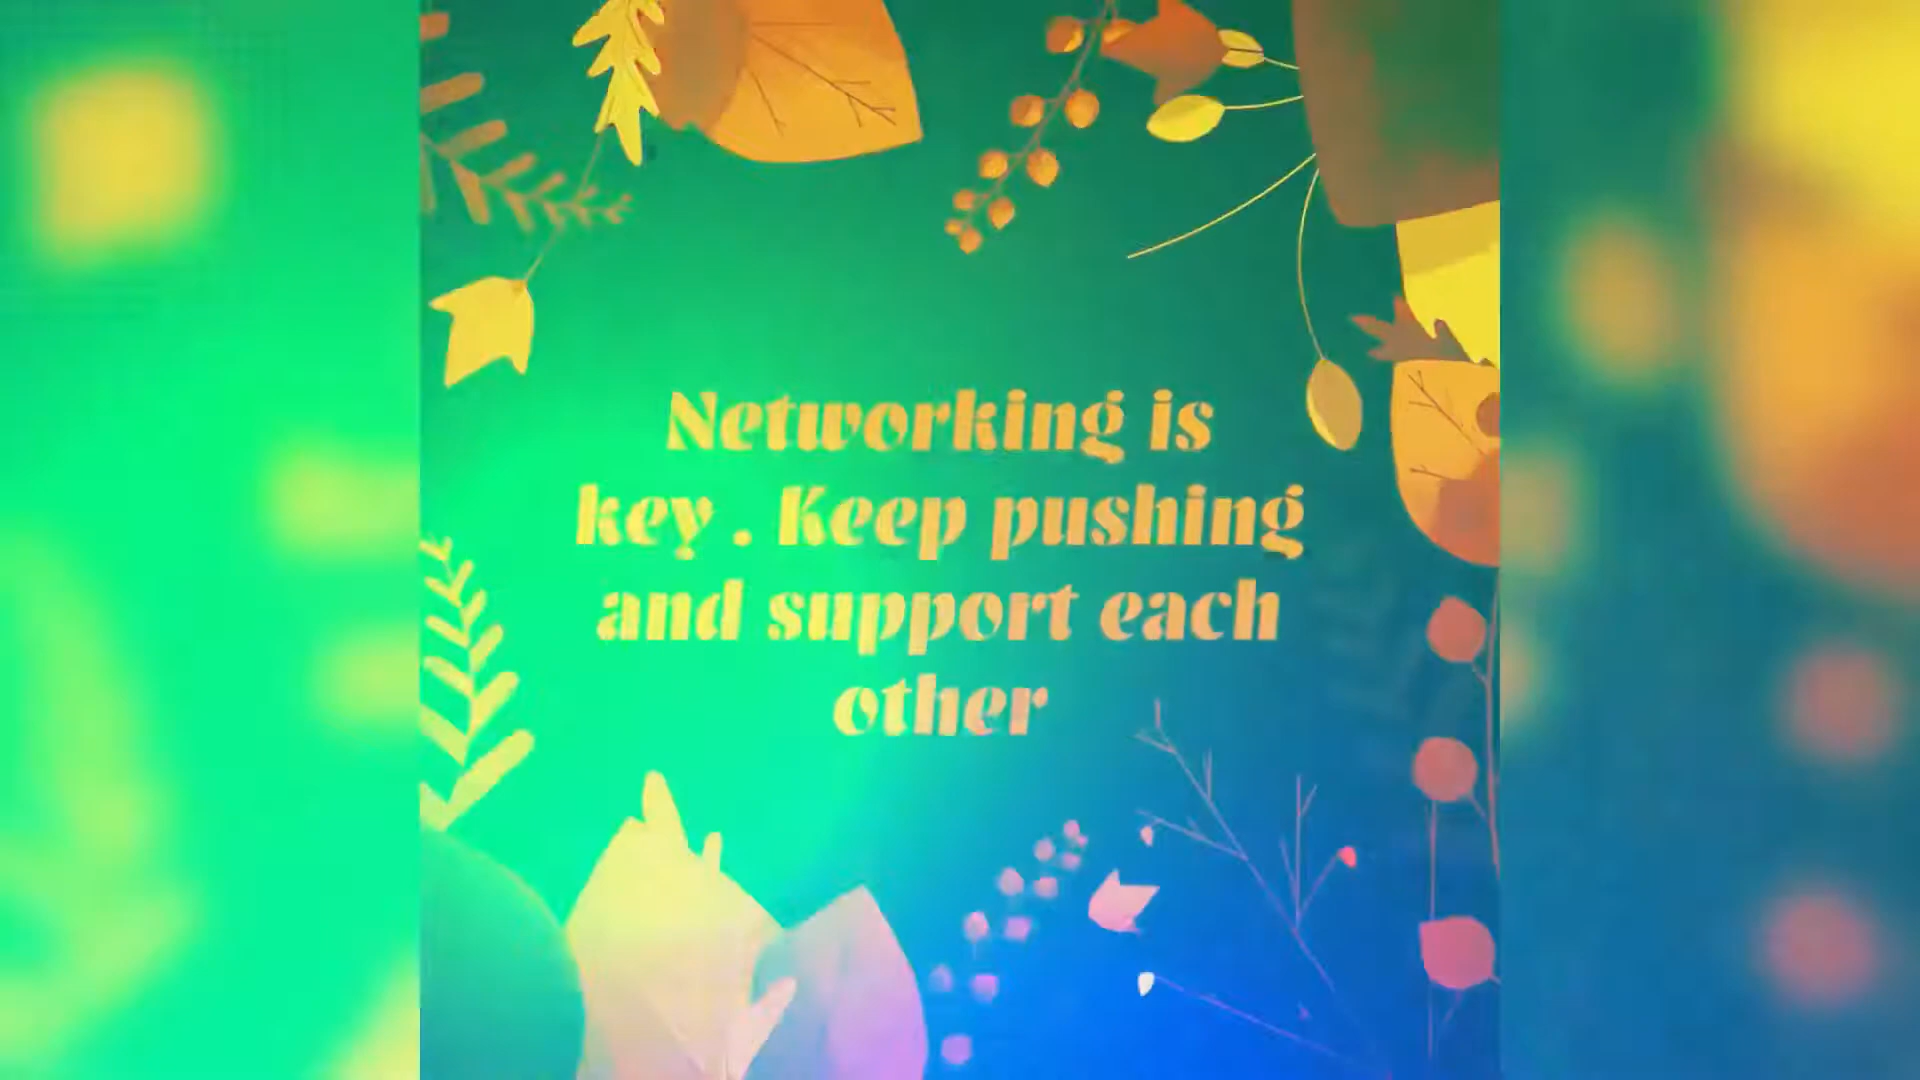 Networking is
key . Keep pushing
and support each
other